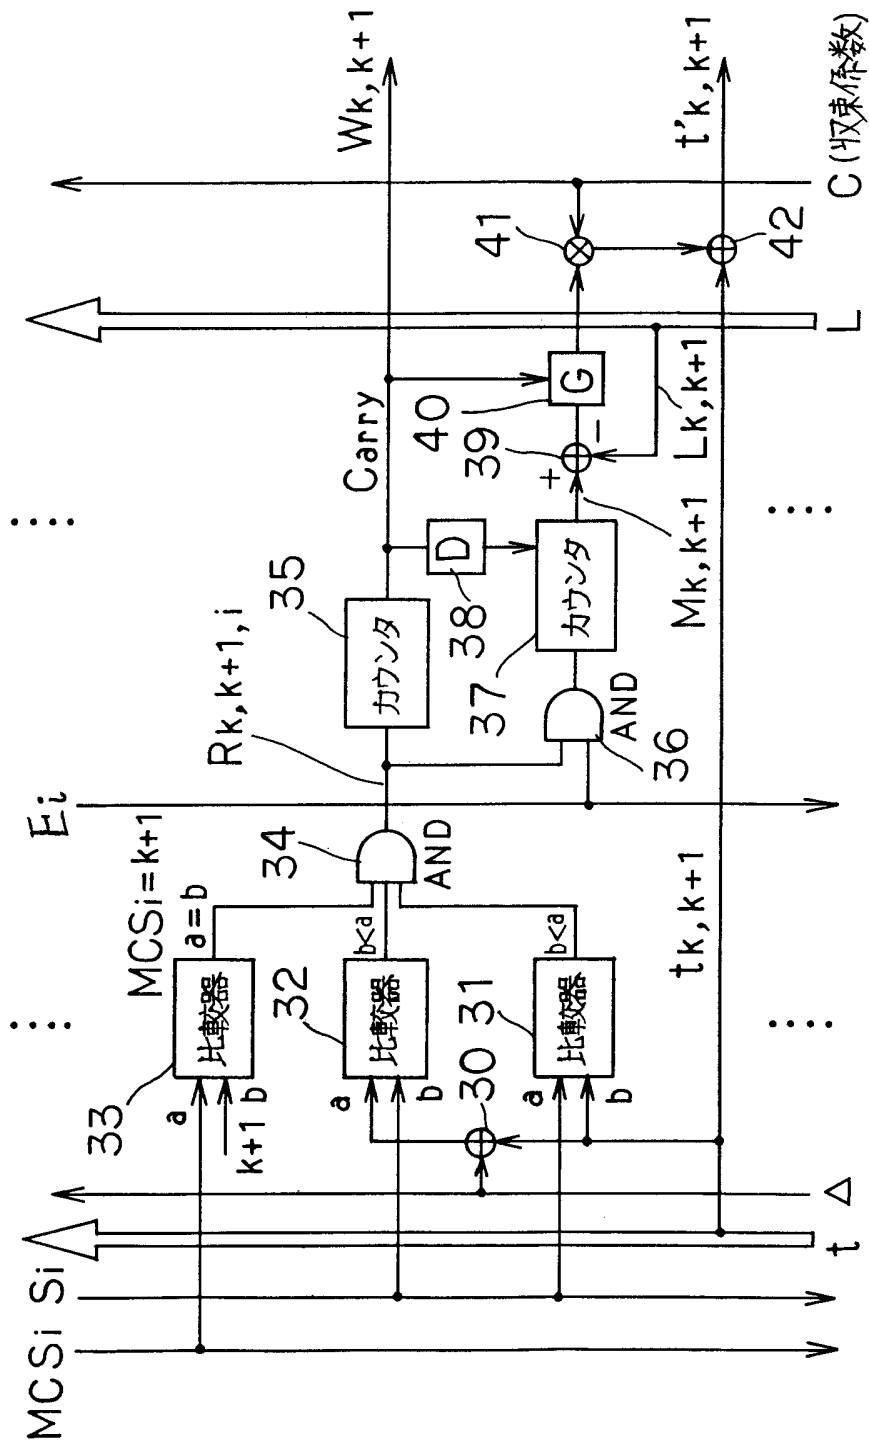 MCSi
Si
t
Δ
33
a
k+1
b
比較器
MCSi=k+1
a=b
32
a
b
比較器
b<a
30
31
a
b
比較器
b<a
tk,k+1
34
AND
Ei
Rk,k+1,i
35
カウンタ
Carry
Wk,k+1
36
AND
37
カウンタ
38
D
Mk,k+1
39
+
−
40
G
Lk,k+1
L
41
42
t'k,k+1
C(収束係数)